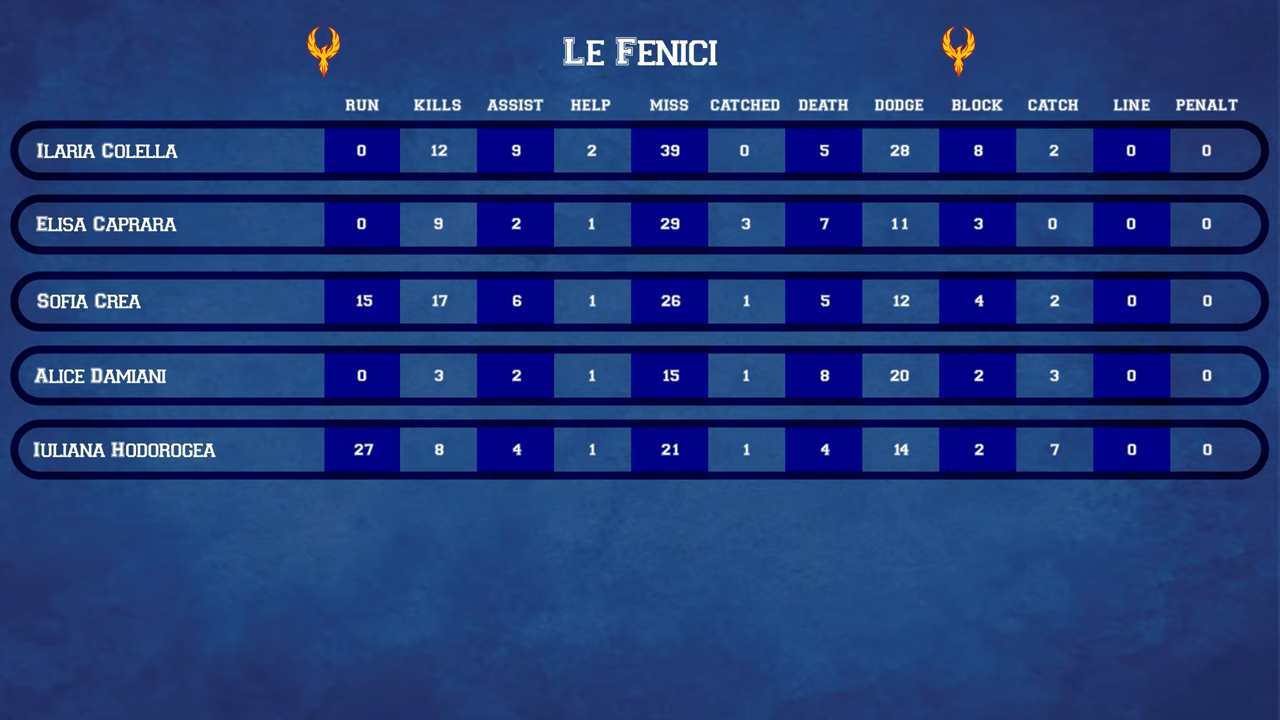 Le Fenici
RUN KILLS ASSIST HELP MISS CATCHED DEATH DODGE BLOCK CATCH LINE PENALT
Ilaria Colella 0 12 9 2 39 0 5 28 8 2 0 0
Elisa Caprara 0 9 2 1 29 3 7 11 3 0 0 0
Sofia Crea 15 17 6 1 26 1 5 12 4 2 0 0
Alice Damiani 0 3 2 1 15 1 8 20 2 3 0 0
Iuliana Hodorogea 27 8 4 1 21 1 4 14 2 7 0 0